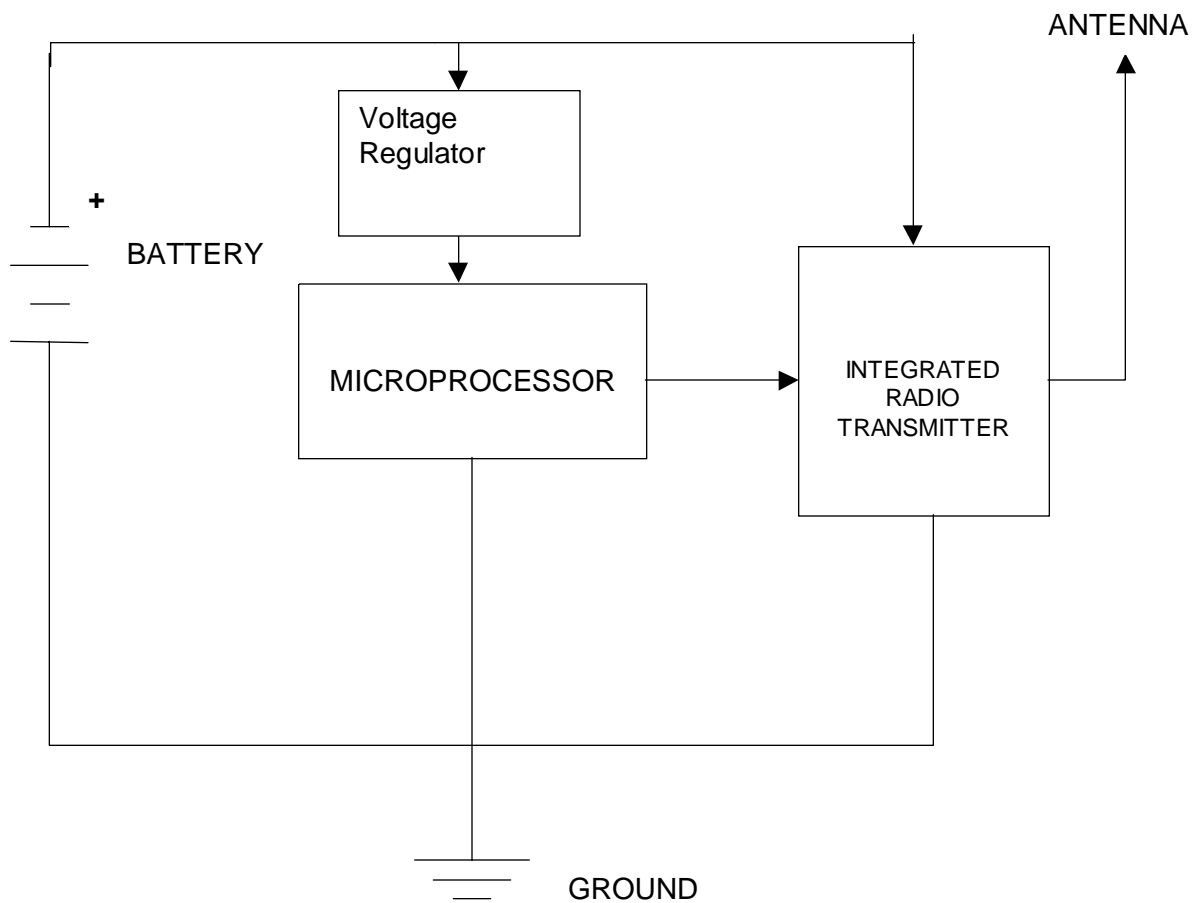 ANTENNA
Voltage
Regulator
+
BATTERY
MICROPROCESSOR
INTEGRATED
RADIO
TRANSMITTER
GROUND